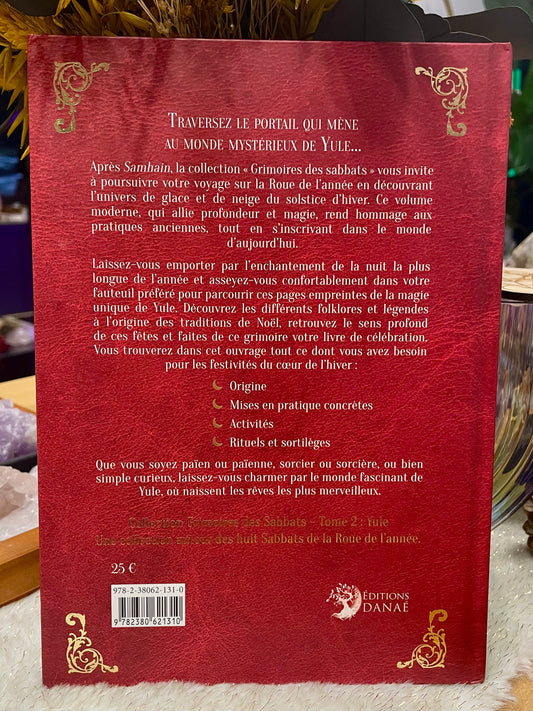 Traversez le portail qui mène
au monde mystérieux de Yule...
Après Samhain, la collection « Grimoires des sabbats » vous invite
à poursuivre votre voyage sur la Roue de l'année en découvrant
l'univers de glace et de neige du solstice d'hiver. Ce volume
moderne, qui allie profondeur et magie, rend hommage aux
pratiques anciennes, tout en s'inscrivant dans le monde
d'aujourd'hui.
Laissez-vous emporter par l'enchantement de la nuit la plus
longue de l'année et asseyez-vous confortablement dans votre
fauteuil préféré pour parcourir ces pages empreintes de la magie
unique de Yule. Découvrez les différents folklores et légendes
à l'origine des traditions de Noël, retrouvez le sens profond
de ces fêtes et faites de ce grimoire votre livre de célébration.
Vous trouverez dans cet ouvrage tout ce dont vous avez besoin
pour les festivités du cœur de l'hiver :
Origine
Mises en pratique concrètes
Activités
Rituels et sortilèges
Que vous soyez païen ou païenne, sorcier ou sorcière, ou bien
simple curieux, laissez-vous charmer par le monde fascinant de
Yule, où naissent les rêves les plus merveilleux.
Collection Grimoires des Sabbats – Tome 2 : Yule
Une collection autour des huit Sabbats de la Roue de l'année.
25 €
978-2-38062-131-0
9 782380 621310
Éditions
Danaé